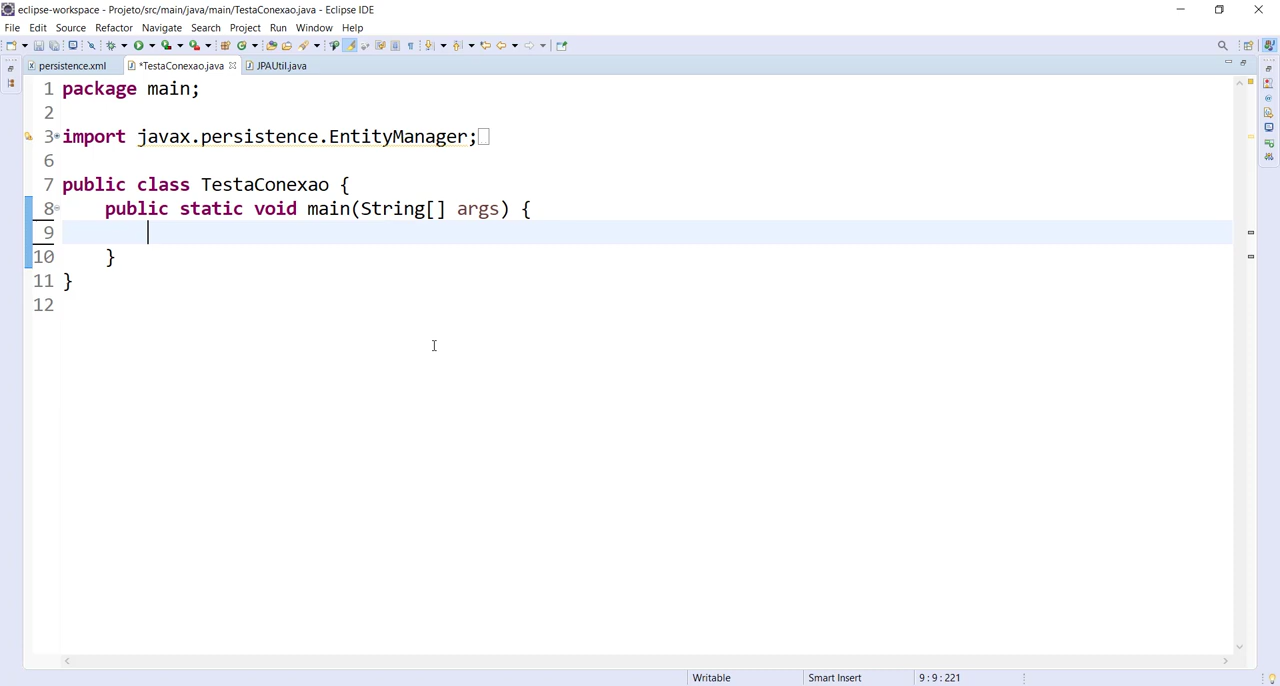 eclipse-workspace - Projeto/src/main/java/main/TestaConexao.java - Eclipse IDE
File Edit Source Refactor Navigate Search Project Run Window Help
persistence.xml *TestaConexao.java JPAUtil.java
1 package main;
2
3 import javax.persistence.EntityManager;
6
7 public class TestaConexao {
8 public static void main(String[] args) {
9
10 }
11 }
12
Writable Smart Insert 9 : 9 : 221